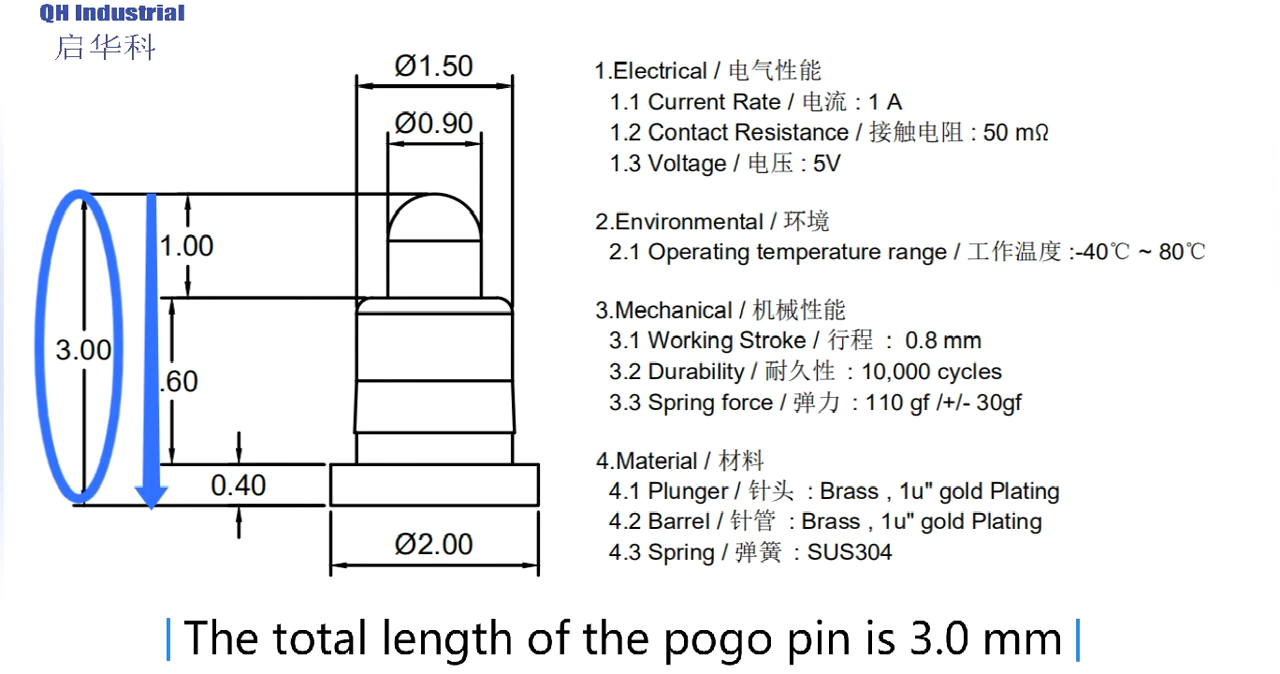 QH Industrial
启华科
Ø1.50
Ø0.90
1.00
3.00
.60
0.40
Ø2.00
1.Electrical / 电气性能
1.1 Current Rate / 电流 : 1 A
1.2 Contact Resistance / 接触电阻 : 50 mΩ
1.3 Voltage / 电压 : 5V
2.Environmental / 环境
2.1 Operating temperature range / 工作温度 :-40℃ ~ 80℃
3.Mechanical / 机械性能
3.1 Working Stroke / 行程 : 0.8 mm
3.2 Durability / 耐久性 : 10,000 cycles
3.3 Spring force / 弹力 : 110 gf /+/- 30gf
4.Material / 材料
4.1 Plunger / 针头 : Brass , 1u" gold Plating
4.2 Barrel / 针管 : Brass , 1u" gold Plating
4.3 Spring / 弹簧 : SUS304
The total length of the pogo pin is 3.0 mm